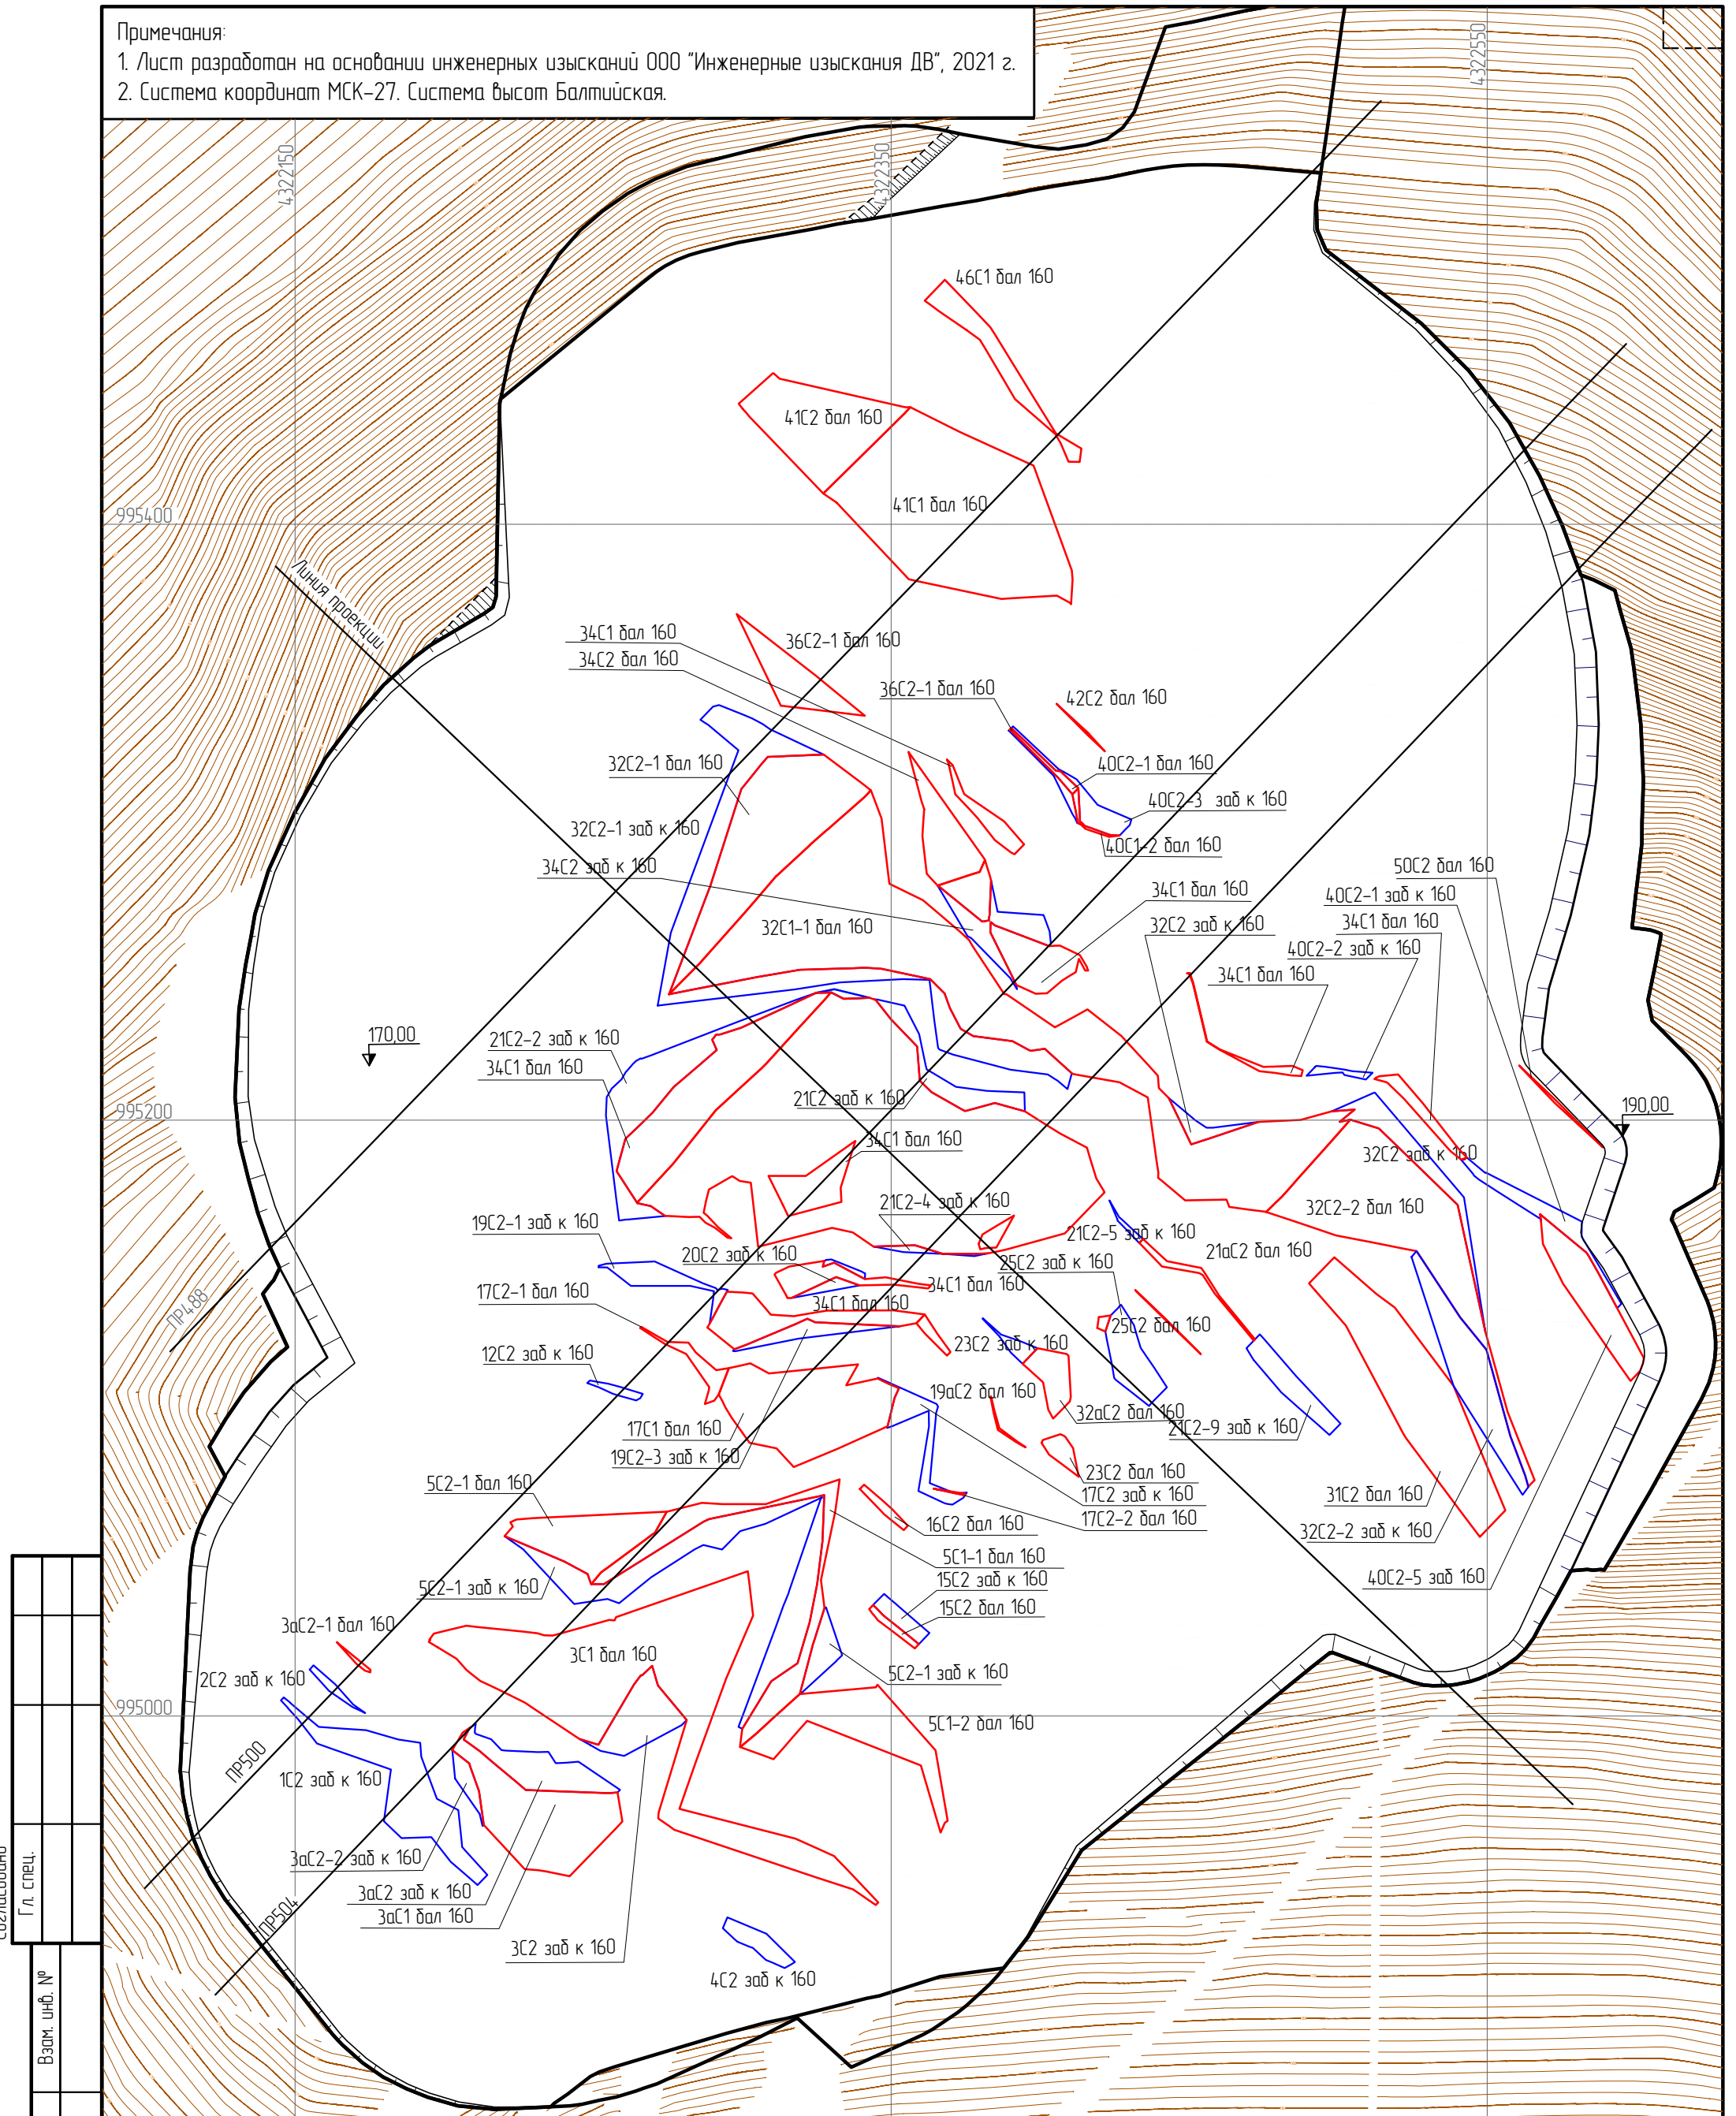 Примечания:
1. Лист разработан на основании инженерных изысканий ООО "Инженерные изыскания ДВ", 2021 г.
2. Система координат МСК-27. Система высот Балтийская.
4322150
4322350
4322550
46С1 бал 160
41С2 бал 160
41С1 бал 160
995400
Линия проекции
34С1 бал 160
36С2-1 бал 160
34С2 бал 160
36С2-1 бал 160
42С2 бал 160
32С2-1 бал 160
40С2-1 бал 160
40С2-3 заб к 160
32С2-1 заб к 160
40С1-2 бал 160
34С2 заб к 160
50С2 бал 160
34С1 бал 160
40С2-1 заб к 160
32С1-1 бал 160
32С2 заб к 160
34С1 бал 160
40С2-2 заб к 160
34С1 бал 160
170,00
21С2-2 заб к 160
34С1 бал 160
21С2 заб к 160
995200
190,00
34С1 бал 160
32С2 заб к 160
21С2-4 заб к 160
32С2-2 бал 160
19С2-1 заб к 160
21С2-5 заб к 160
20С2 заб к 160
21аС2 бал 160
25С2 заб к 160
17С2-1 бал 160
34С1 бал 160
34С1 бал 160
ПР488
25С2 бал 160
12С2 заб к 160
23С2 заб к 160
19аС2 бал 160
32аС2 бал 160
17С1 бал 160
21С2-9 заб к 160
19С2-3 заб к 160
5С2-1 бал 160
23С2 бал 160
17С2 заб к 160
31С2 бал 160
16С2 бал 160
17С2-2 бал 160
32С2-2 заб к 160
5С1-1 бал 160
40С2-5 заб 160
5С2-1 заб к 160
15С2 заб к 160
15С2 бал 160
3аС2-1 бал 160
3С1 бал 160
2С2 заб к 160
5С2-1 заб к 160
995000
5С1-2 бал 160
ПР500
1С2 заб к 160
3аС2-2 заб к 160
3аС2 заб к 160
3аС1 бал 160
ПР504
3С2 заб к 160
4С2 заб к 160
Гл. спец.
Взам. инв. №